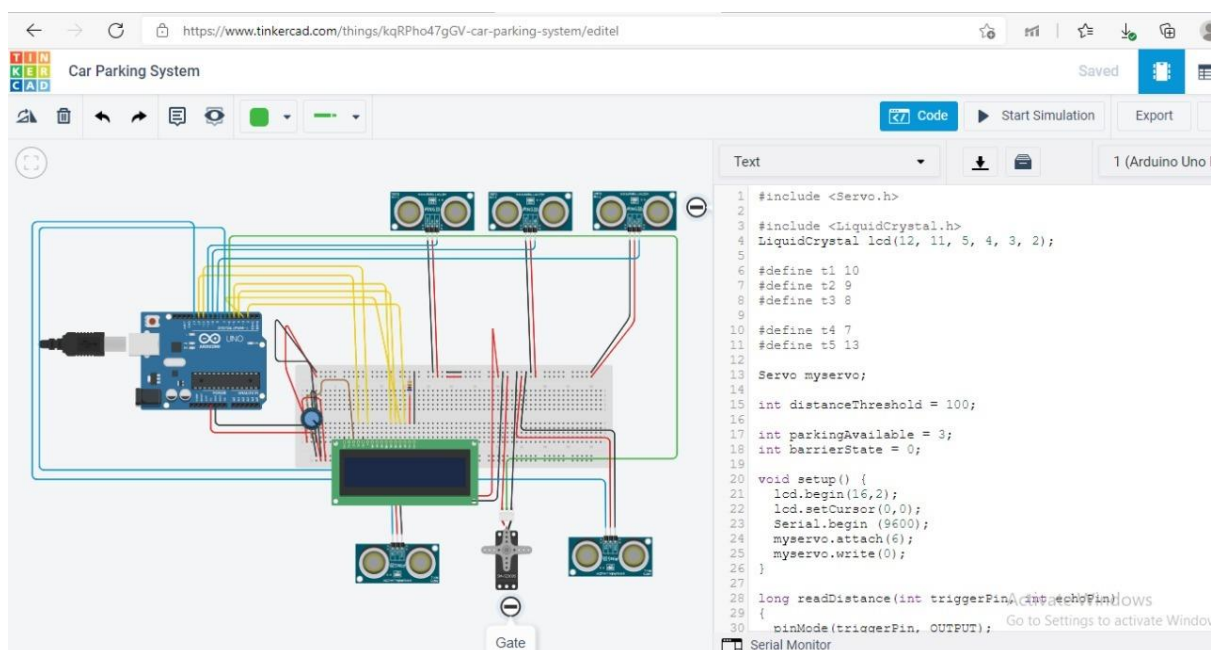 https://www.tinkercad.com/things/kqRPho47gGV-car-parking-system/editel
TIN
KER
CAD
Car Parking System
Saved
Code
Start Simulation
Export
Text
1 (Arduino Uno
1 #include <Servo.h>
2
3 #include <LiquidCrystal.h>
4 LiquidCrystal lcd(12, 11, 5, 4, 3, 2);
5
6 #define t1 10
7 #define t2 9
8 #define t3 8
9
10 #define t4 7
11 #define t5 13
12
13 Servo myservo;
14
15 int distanceThreshold = 100;
16
17 int parkingAvailable = 3;
18 int barrierState = 0;
19
20 void setup() {
21 lcd.begin(16,2);
22 lcd.setCursor(0,0);
23 Serial.begin (9600);
24 myservo.attach(6);
25 myservo.write(0);
26 }
27
28 long readDistance(int triggerPin, int echoPin)
29 {
30 pinMode(triggerPin, OUTPUT);
Activate Windows
Go to Settings to activate Window
Serial Monitor
UNO
Gate